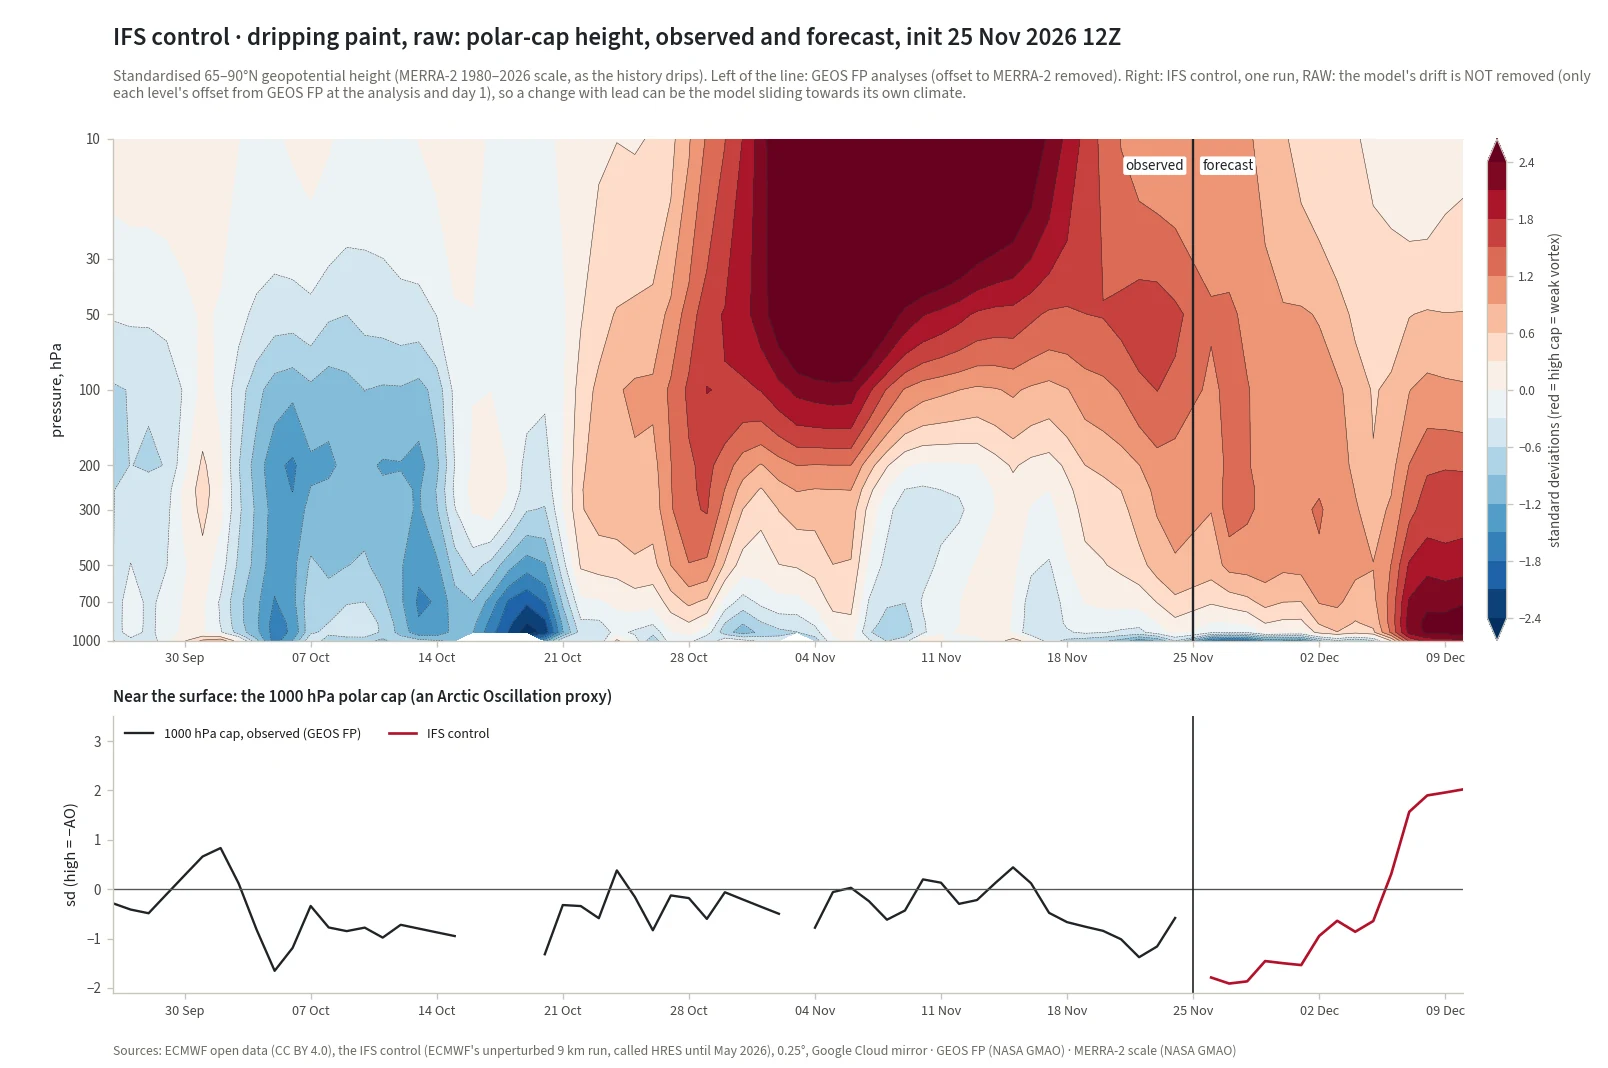 IFS control · dripping paint, raw: polar-cap height, observed and forecast, init 25 Nov 2026 12Z
Standardised 65–90°N geopotential height (MERRA-2 1980–2026 scale, as the history drips). Left of the line: GEOS FP analyses (offset to MERRA-2 removed). Right: IFS control, one run, RAW: the model's drift is NOT removed (only
each level's offset from GEOS FP at the analysis and day 1), so a change with lead can be the model sliding towards its own climate.
10
30
50
100
200
300
500
700
1000
pressure, hPa
observed
forecast
30 Sep
07 Oct
14 Oct
21 Oct
28 Oct
04 Nov
11 Nov
18 Nov
25 Nov
02 Dec
09 Dec
2.4
1.8
1.2
0.6
0.0
−0.6
−1.2
−1.8
−2.4
standard deviations (red = high cap = weak vortex)
Near the surface: the 1000 hPa polar cap (an Arctic Oscillation proxy)
1000 hPa cap, observed (GEOS FP)
IFS control
3
2
1
0
−1
−2
sd (high = −AO)
30 Sep
07 Oct
14 Oct
21 Oct
28 Oct
04 Nov
11 Nov
18 Nov
25 Nov
02 Dec
09 Dec
Sources: ECMWF open data (CC BY 4.0), the IFS control (ECMWF's unperturbed 9 km run, called HRES until May 2026), 0.25°, Google Cloud mirror · GEOS FP (NASA GMAO) · MERRA-2 scale (NASA GMAO)